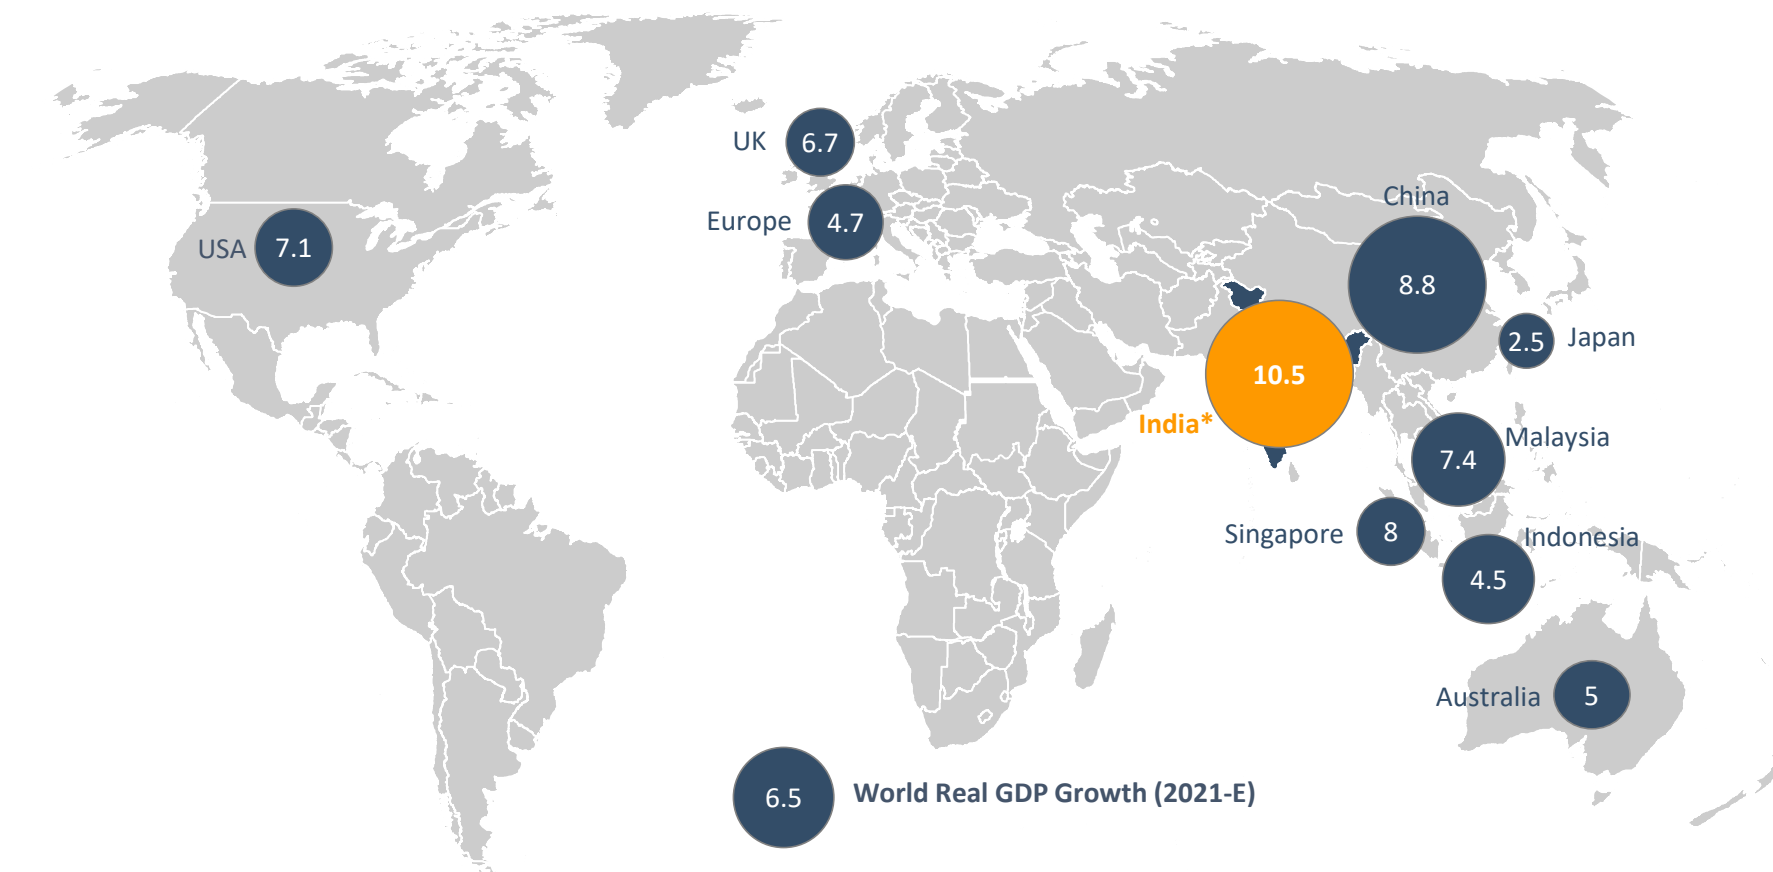 UK
6.7
China
Europe
4.7
USA
7.1
8.8
2.5
Japan
10.5
India*
Malaysia
7.4
Singapore
8
Indonesia
4.5
Australia
5
6.5
World Real GDP Growth (2021-E)